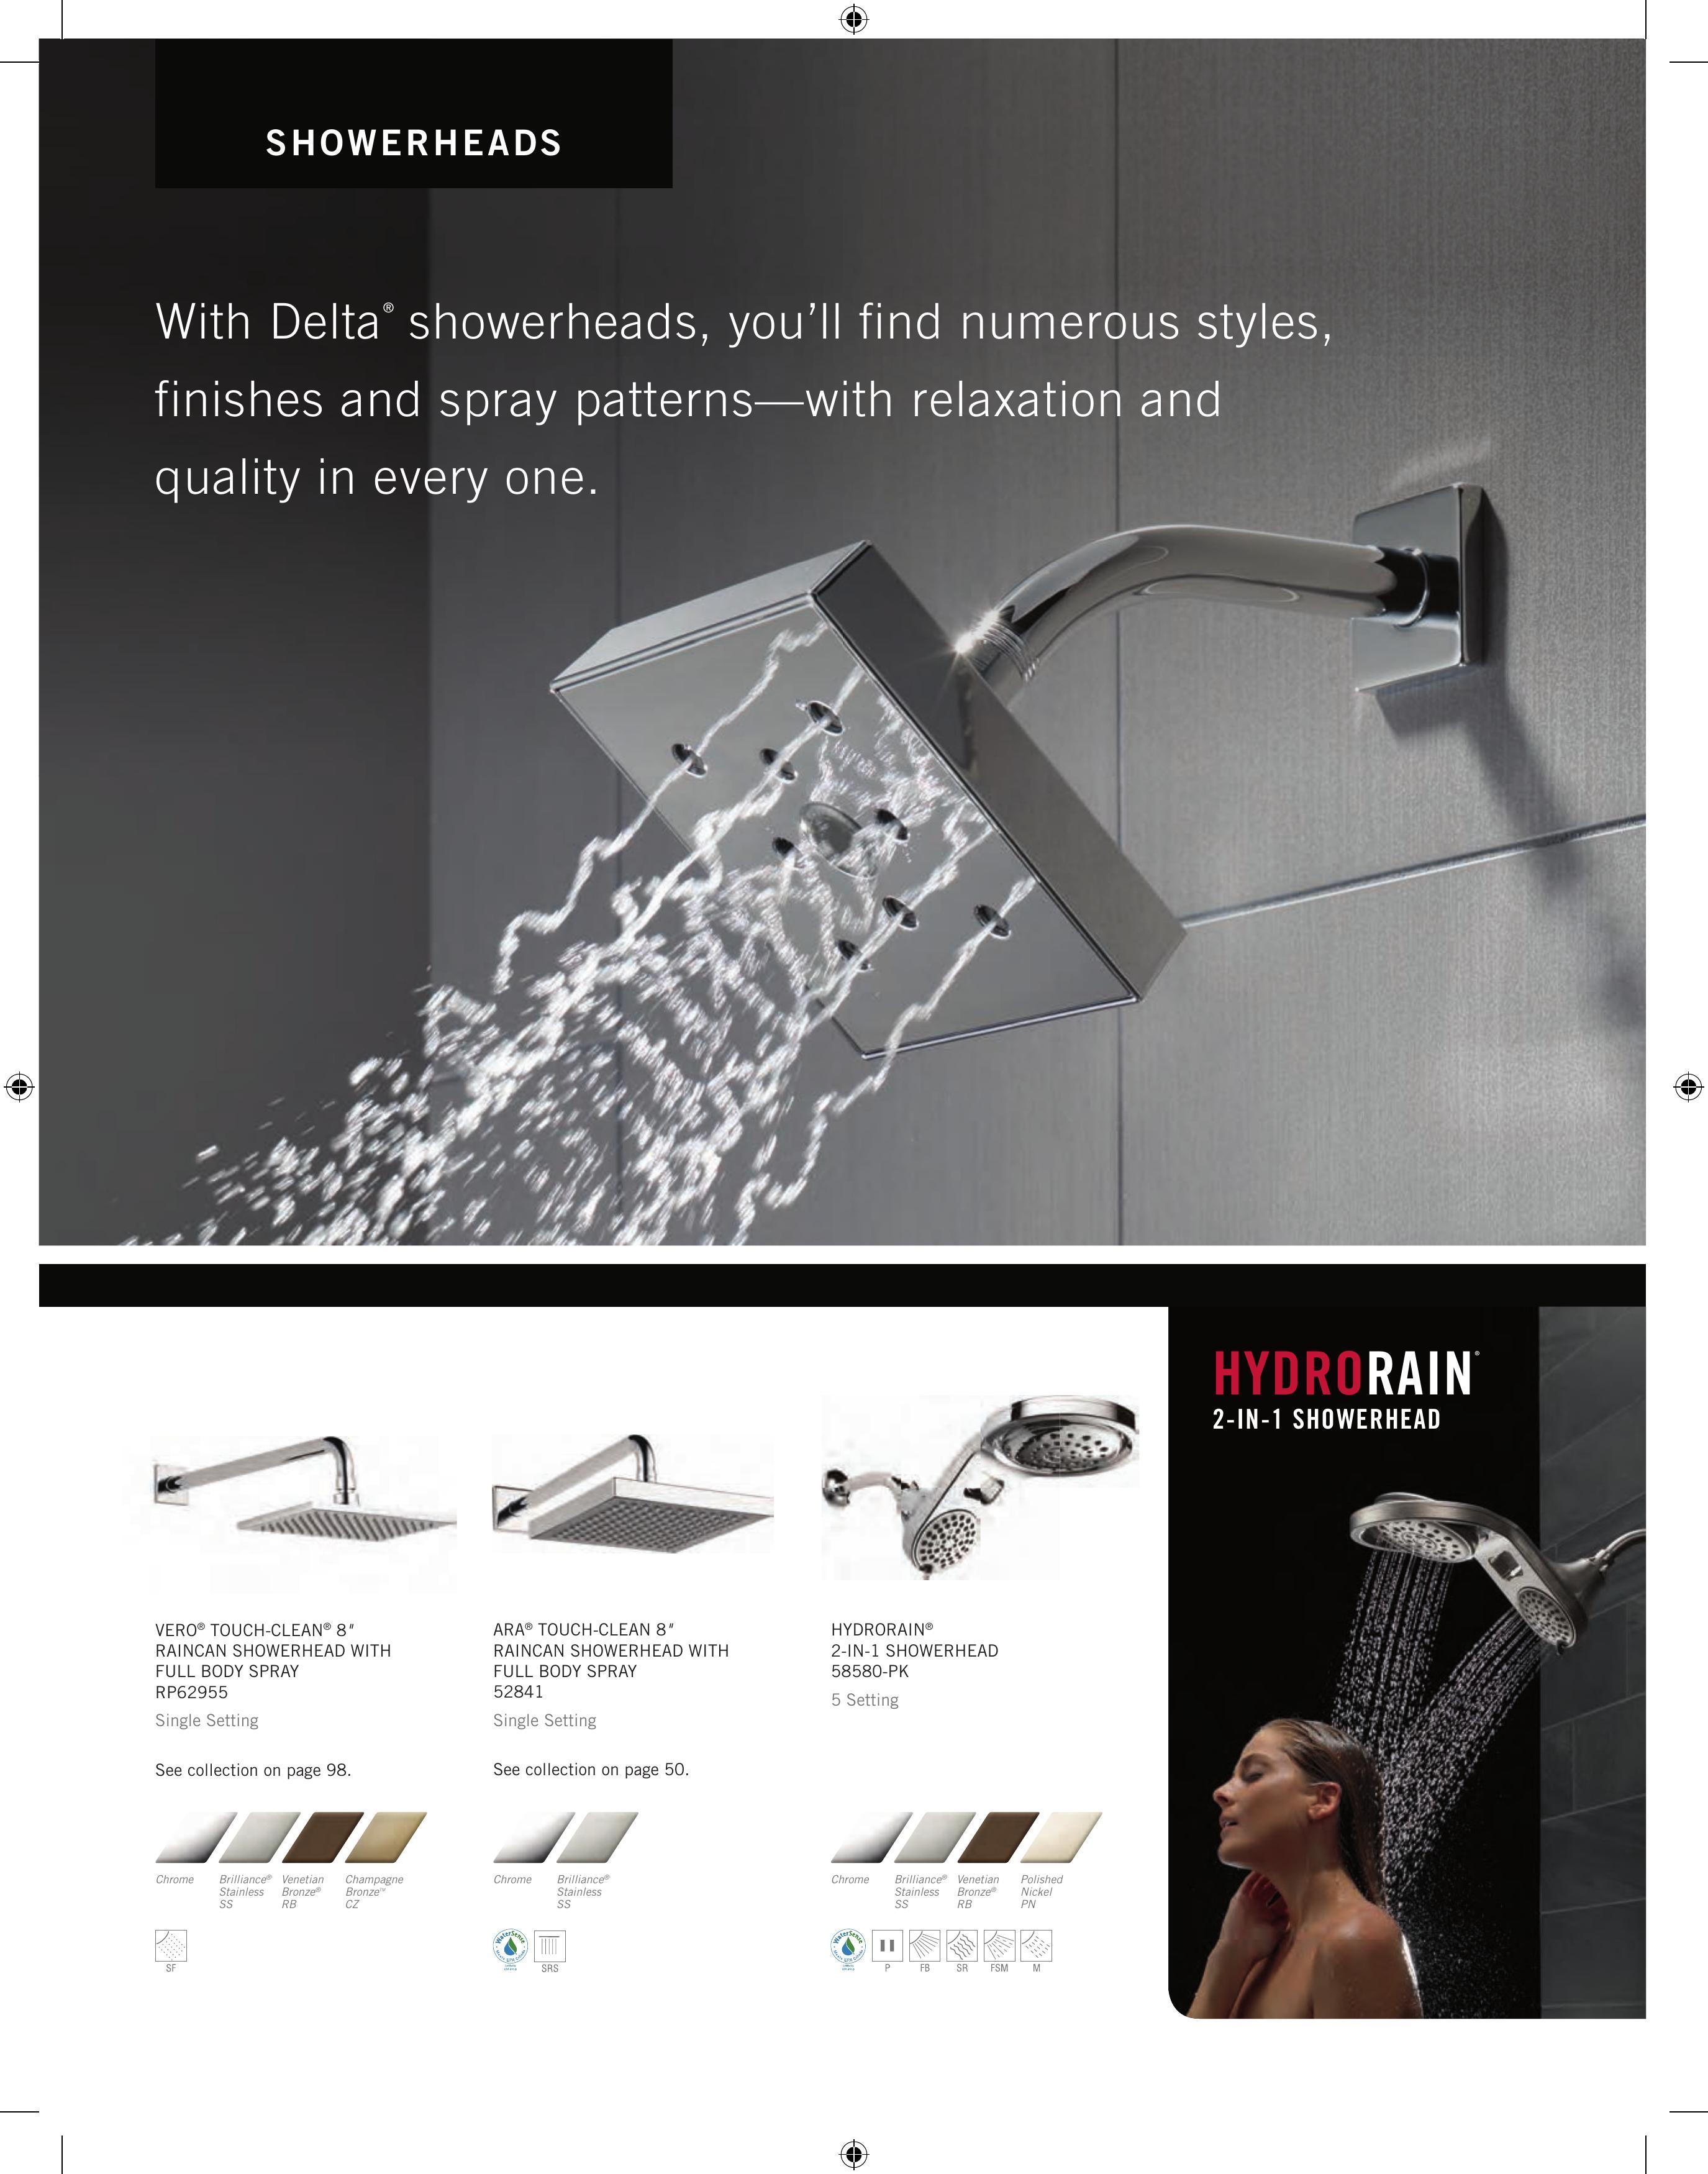 SHOWERHEADS
With Delta® showerheads, you’ll find numerous styles,
finishes and spray patterns—with relaxation and
quality in every one.
HYDRORAIN®
2-IN-1 SHOWERHEAD
VERO® TOUCH-CLEAN® 8"
RAINCAN SHOWERHEAD WITH
FULL BODY SPRAY
RP62955
Single Setting
See collection on page 98.
Chrome
Brilliance®
Stainless
SS
Venetian
Bronze®
RB
Champagne
Bronze™
CZ
SF
ARA® TOUCH-CLEAN 8"
RAINCAN SHOWERHEAD WITH
FULL BODY SPRAY
52841
Single Setting
See collection on page 50.
Chrome
Brilliance®
Stainless
SS
WaterSense
SRS
HYDRORAIN®
2-IN-1 SHOWERHEAD
58580-PK
5 Setting
Chrome
Brilliance®
Stainless
SS
Venetian
Bronze®
RB
Polished
Nickel
PN
WaterSense
P
FB
SR
FSM
M